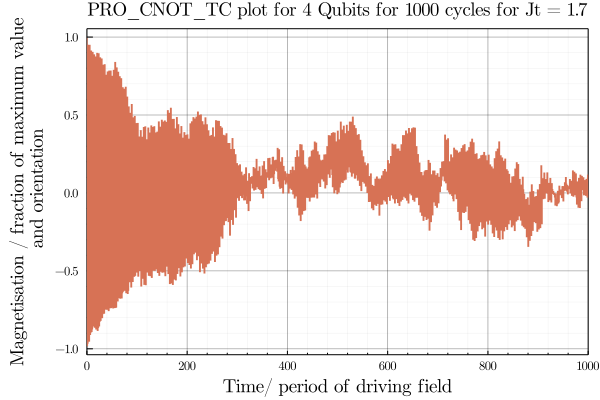 PRO_CNOT_TC plot for 4 Qubits for 1000 cycles for Jt = 1.7
Magnetisation / fraction of maximum value
and orientation
1.0
0.5
0.0
−0.5
−1.0
0 200 400 600 800 1000
Time/ period of driving field